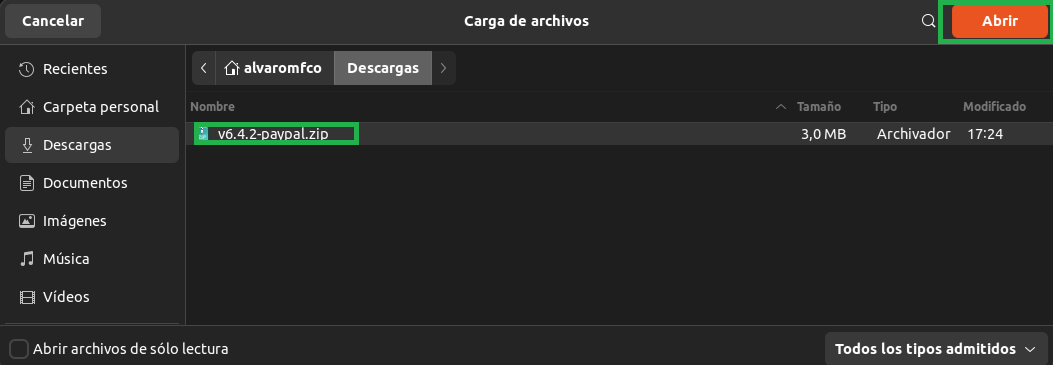 Cancelar
Carga de archivos
Abrir
Recientes
Carpeta personal
Descargas
Documentos
Imágenes
Música
Vídeos
alvaromfco
Descargas
Nombre Tamaño Tipo Modificado
v6.4.2-paypal.zip 3,0 MB Archivador 17:24
Abrir archivos de sólo lectura
Todos los tipos admitidos